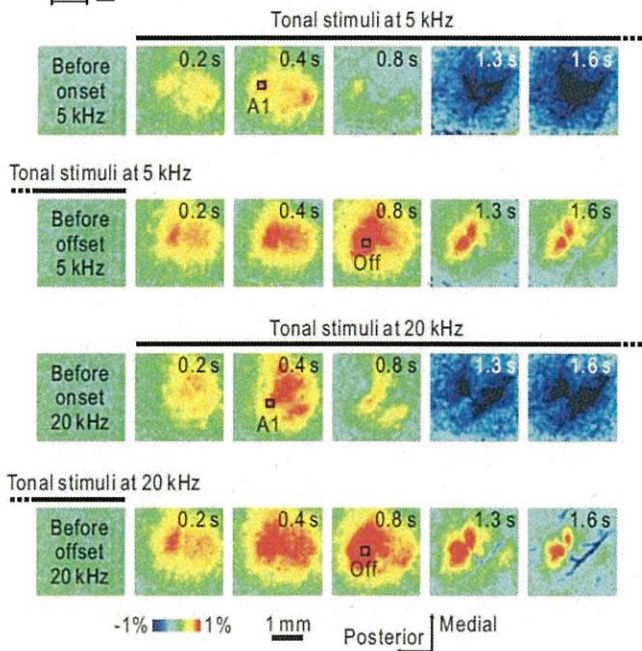 Tonal stimuli at 5 kHz
Before onset 5 kHz
0.2 s 0.4 s 0.8 s 1.3 s 1.6 s
A1
Tonal stimuli at 5 kHz
Before offset 5 kHz
0.2 s 0.4 s 0.8 s 1.3 s 1.6 s
Off
Tonal stimuli at 20 kHz
Before onset 20 kHz
0.2 s 0.4 s 0.8 s 1.3 s 1.6 s
A1
Tonal stimuli at 20 kHz
Before offset 20 kHz
0.2 s 0.4 s 0.8 s 1.3 s 1.6 s
Off
-1% 1% 1 mm Posterior Medial